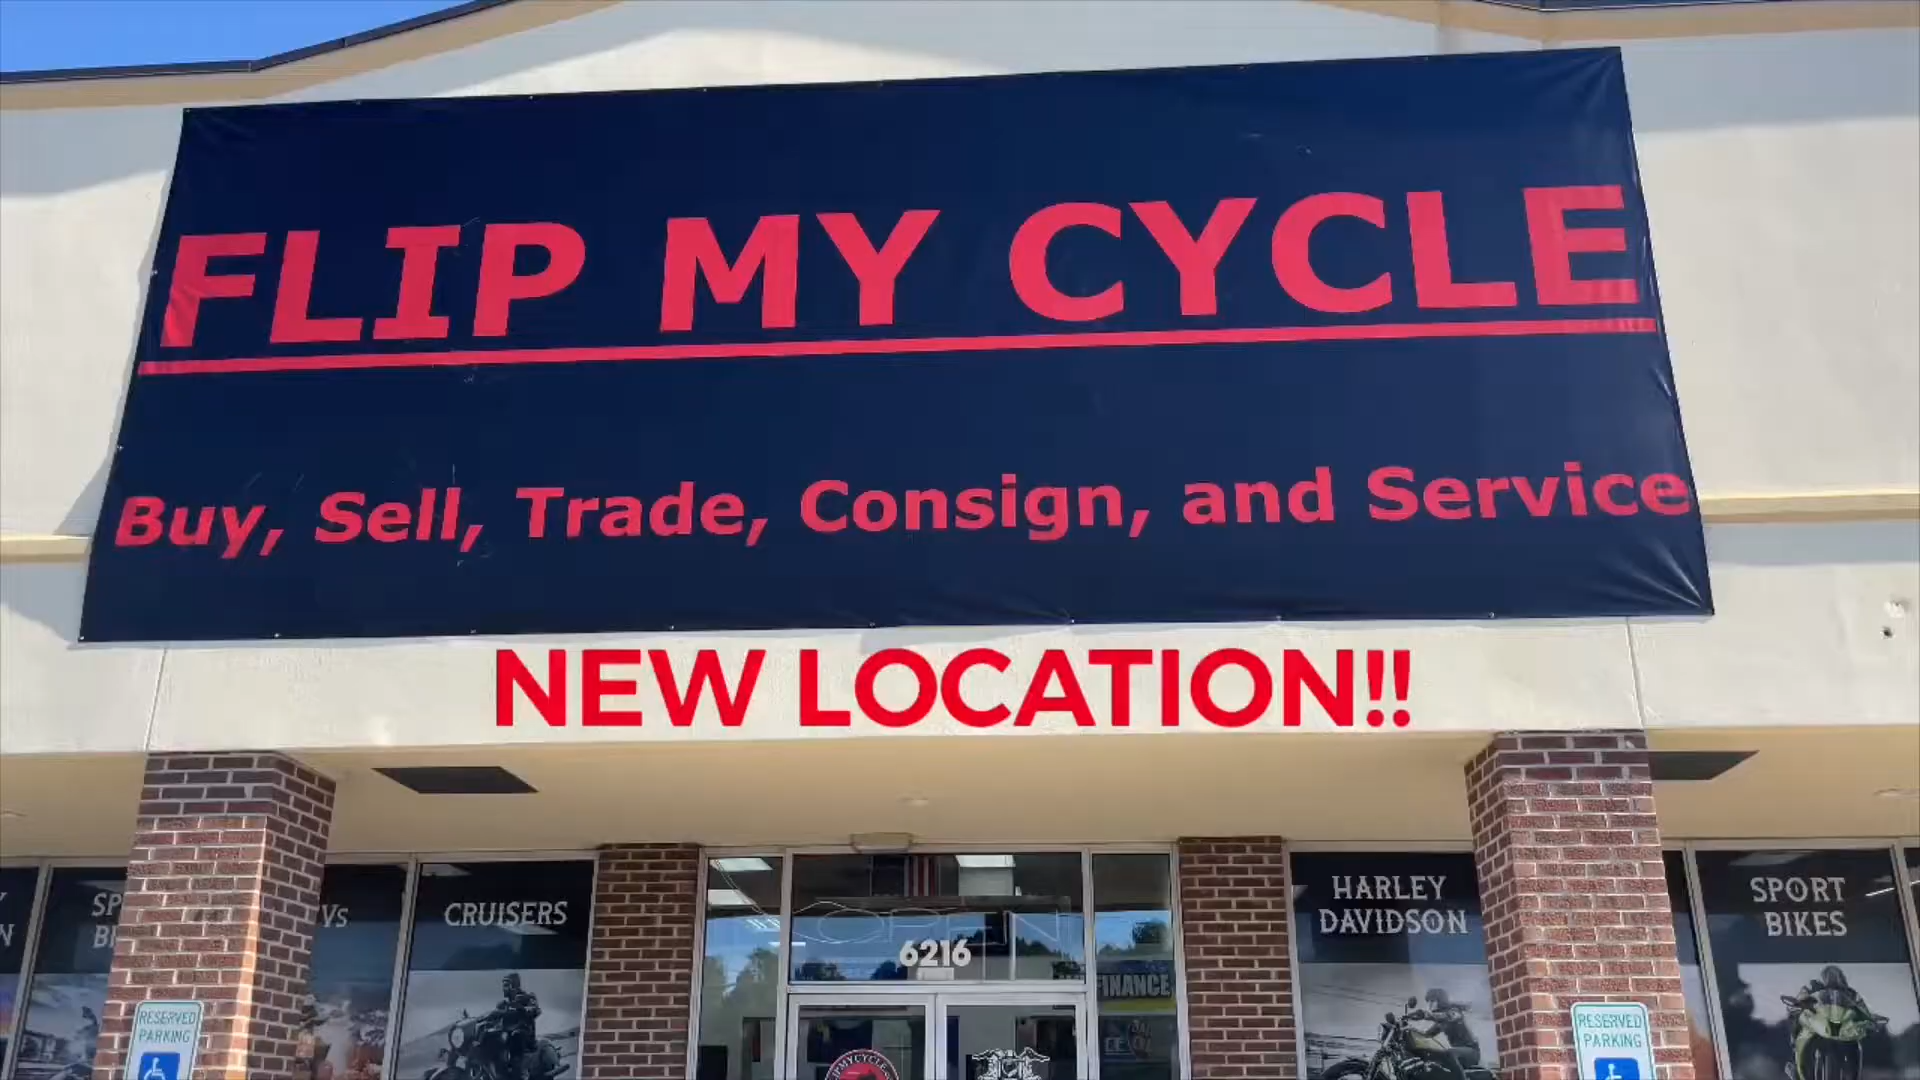 FLIP MY CYCLE
Buy, Sell, Trade, Consign, and Service
NEW LOCATION!!
CRUISERS
6216
FINANCE
HARLEY
DAVIDSON
SPORT
BIKES
RESERVED
PARKING
RESERVED
PARKING